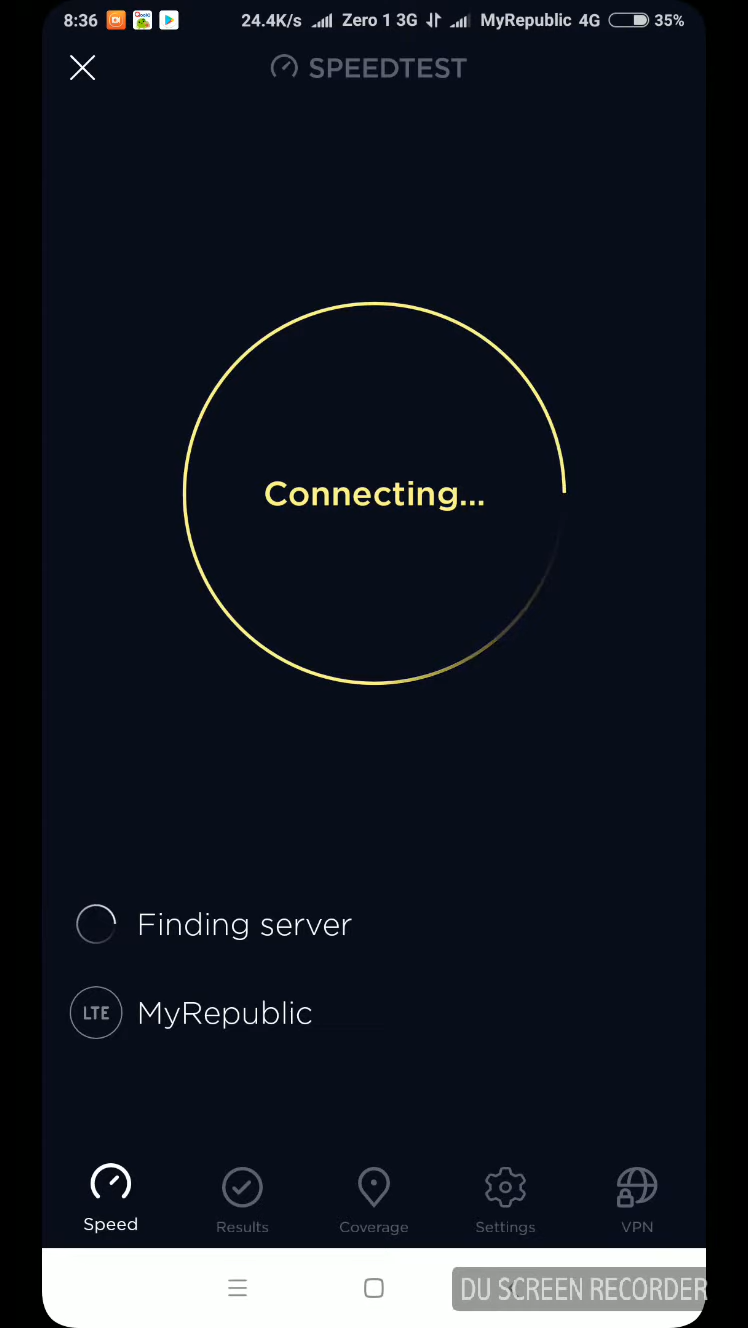 8:36 24.4K/s Zero 1 3G MyRepublic 4G 35%
SPEEDTEST
Connecting...
Finding server
LTE MyRepublic
Speed Results Coverage Settings VPN
DU SCREEN RECORDER